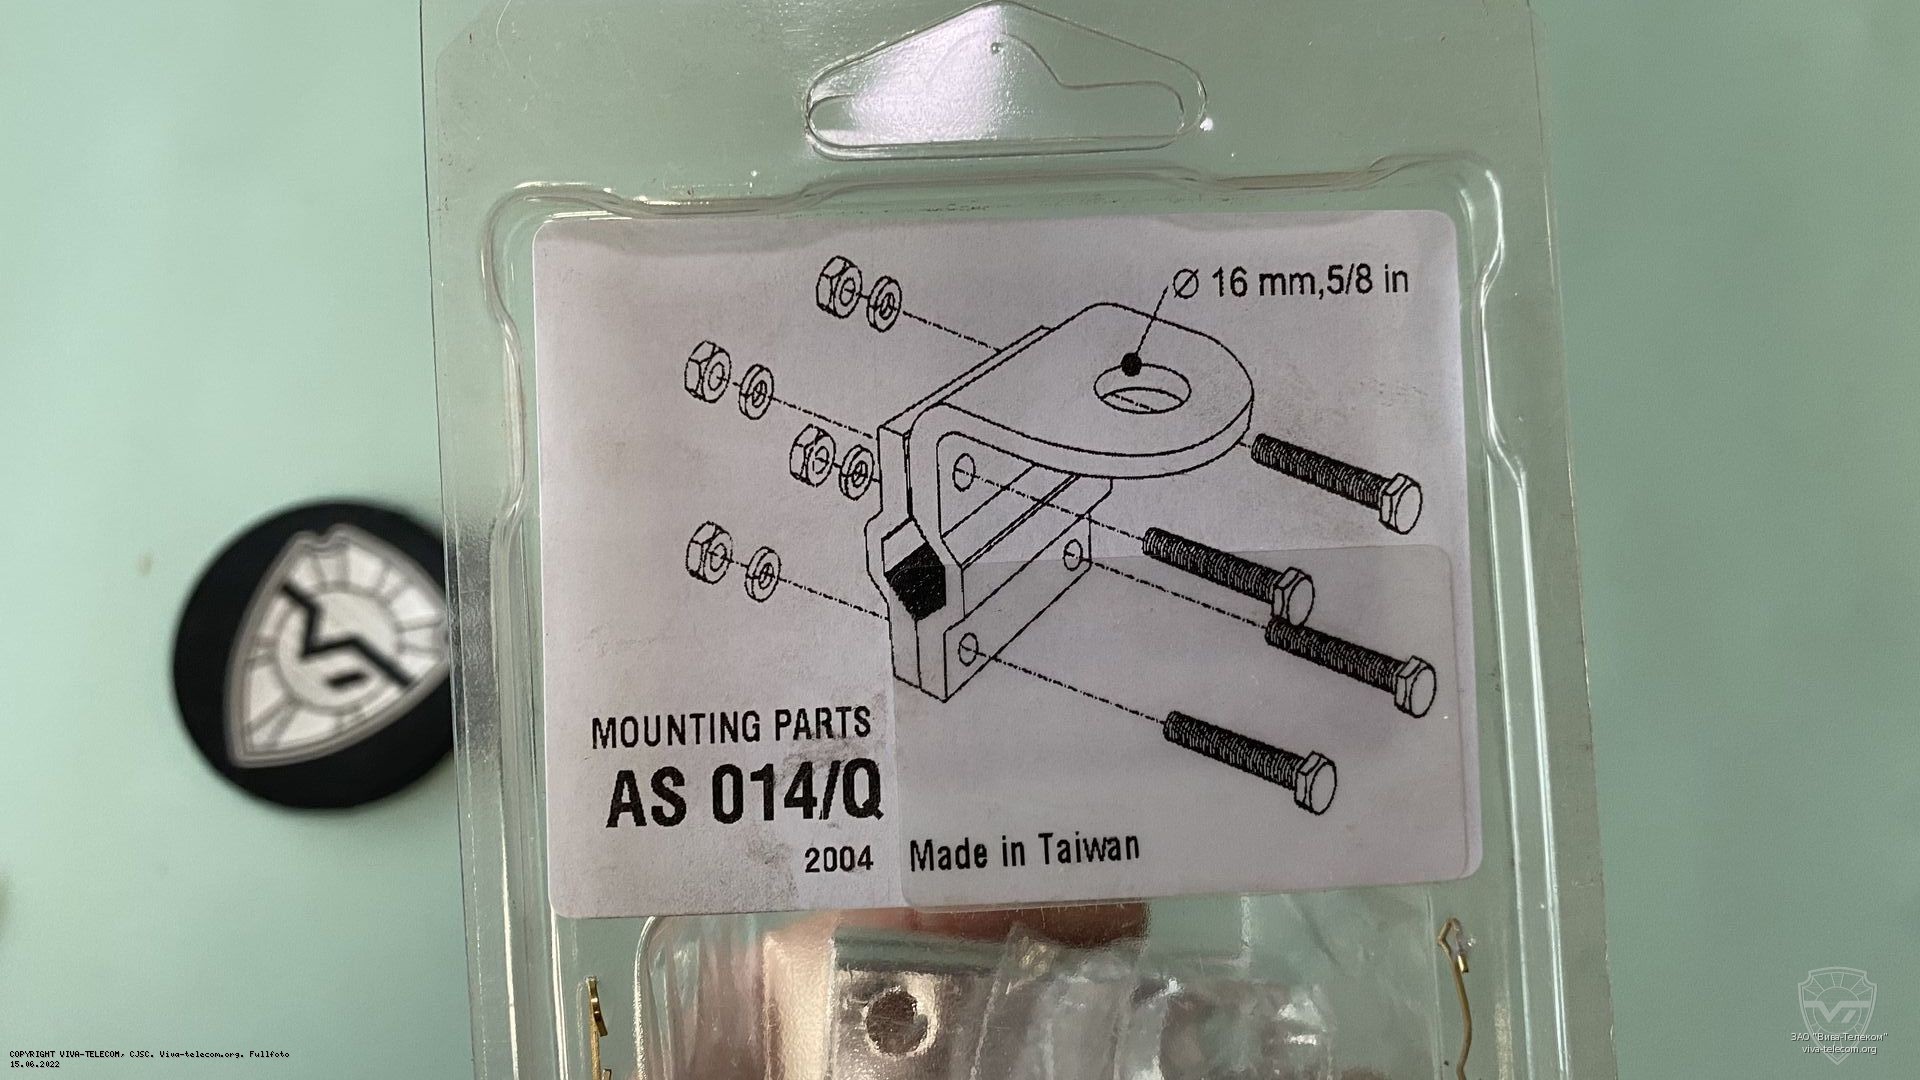 Ø 16 mm,5/8 in
MOUNTING PARTS
AS 014/Q
2004
Made in Taiwan
COPYRIGHT VIVA-TELECOM, CJSC. Viva-telecom.org. Fullfoto
15.06.2022
ЗАО "Вива-Телеком"
viva-telecom.org